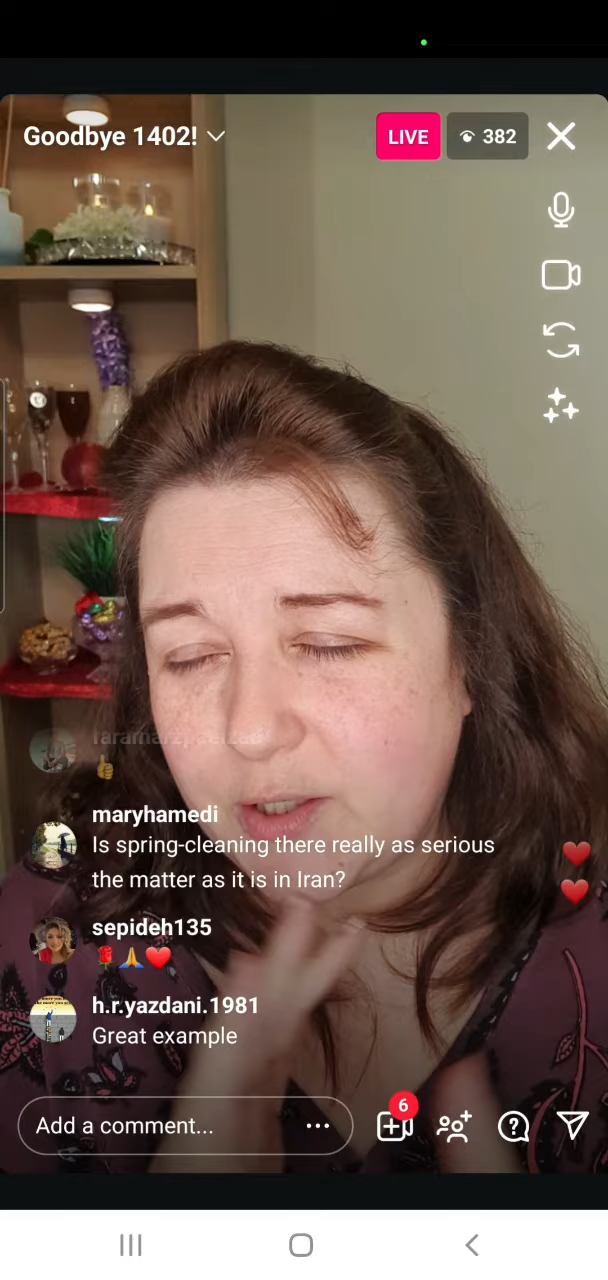 Goodbye 1402!
LIVE
382
maryhamedi
Is spring-cleaning there really as serious
the matter as it is in Iran?
sepideh135
h.r.yazdani.1981
Great example
6
Add a comment...